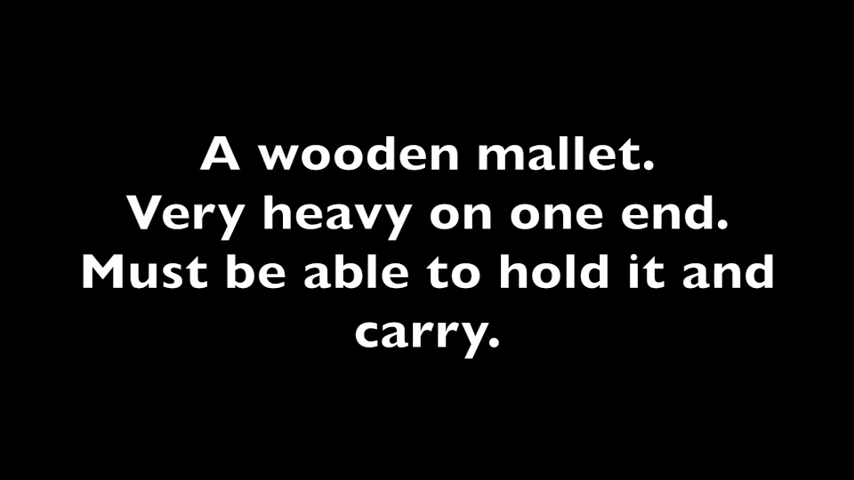 A wooden mallet.
Very heavy on one end.
Must be able to hold it and
carry.